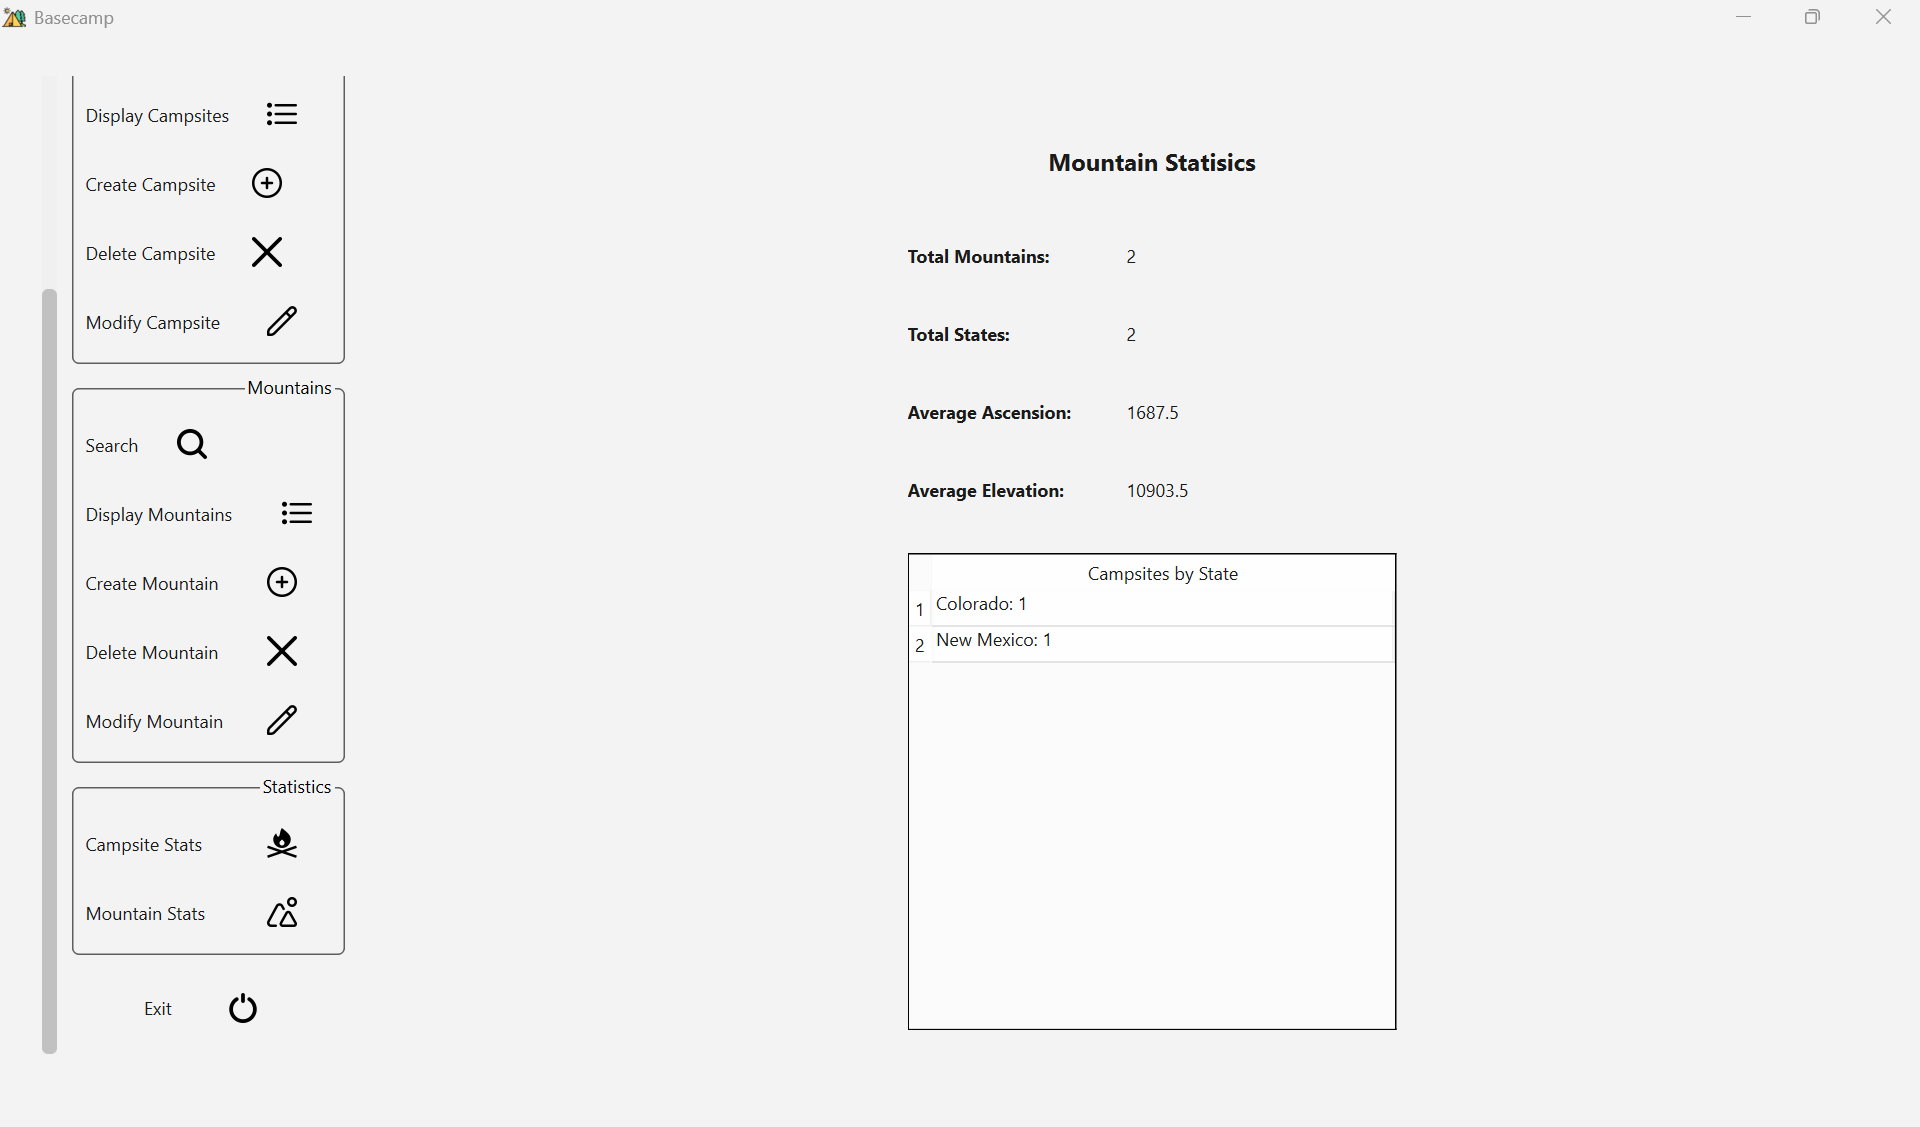 Basecamp
Display Campsites
Create Campsite
Delete Campsite
Modify Campsite
Mountains
Search
Display Mountains
Create Mountain
Delete Mountain
Modify Mountain
Statistics
Campsite Stats
Mountain Stats
Exit
Mountain Statisics
Total Mountains: 2
Total States: 2
Average Ascension: 1687.5
Average Elevation: 10903.5
Campsites by State
1 Colorado: 1
2 New Mexico: 1